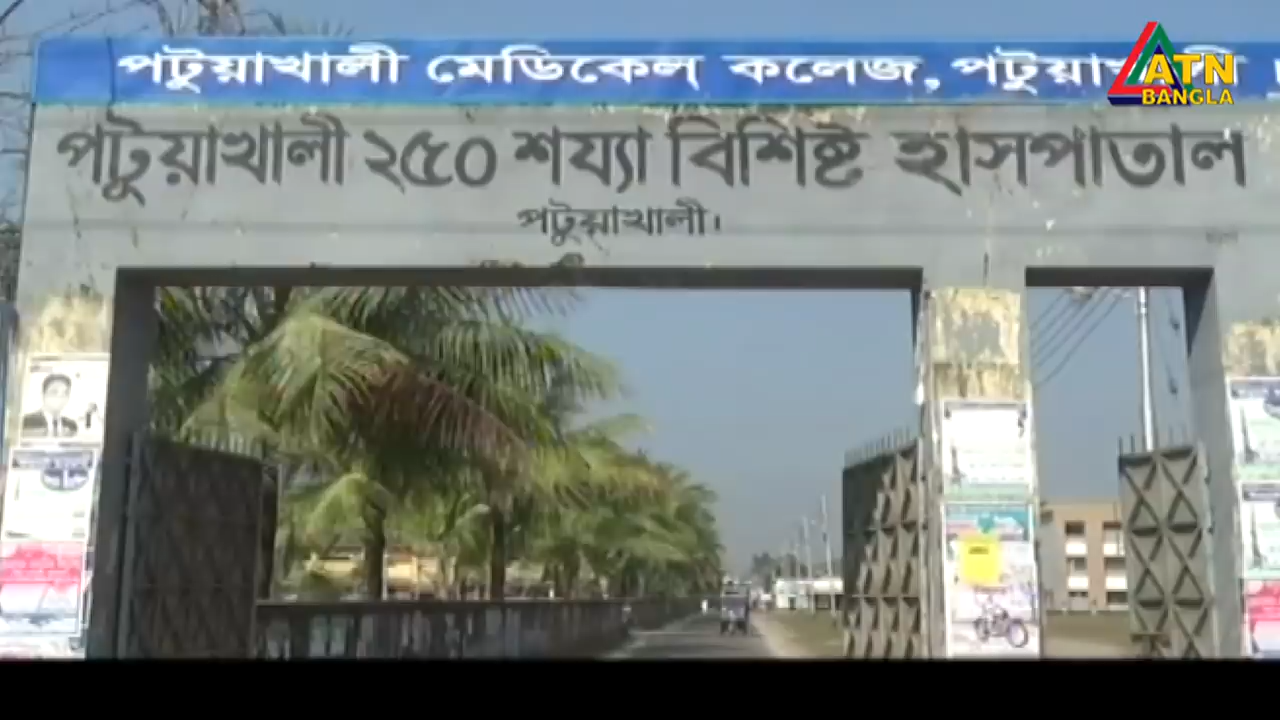 পটুয়াখালী মেডিকেল কলেজ, পটুয়াখালী।
ATN
BANGLA
পটুয়াখালী ২৫০ শয্যা বিশিষ্ট হাসপাতাল
পটুয়াখালী।